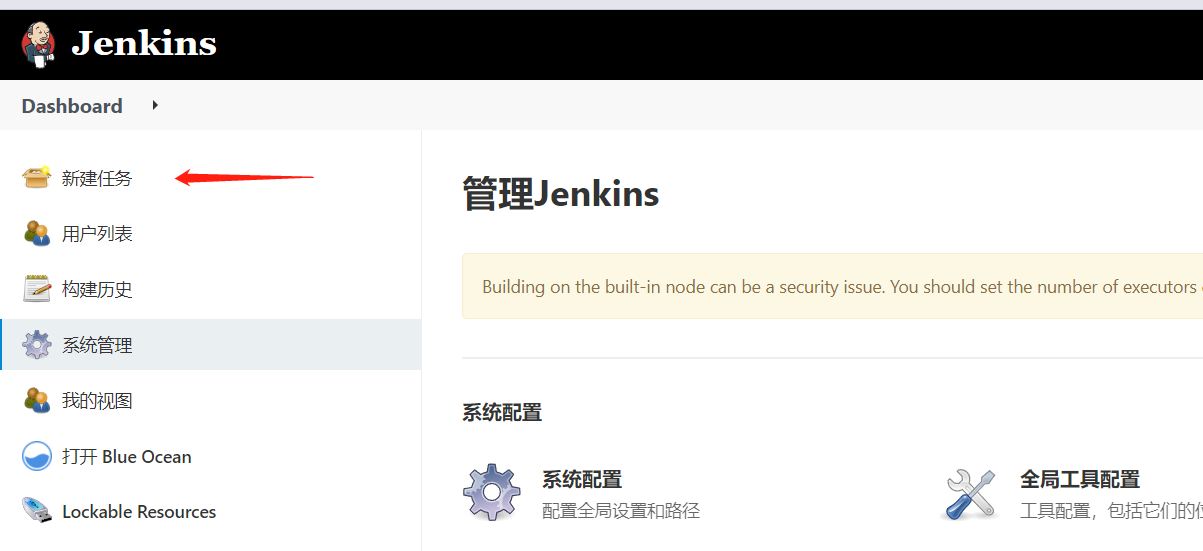 Jenkins
Dashboard
新建任务
用户列表
构建历史
系统管理
我的视图
打开 Blue Ocean
Lockable Resources
管理Jenkins
Building on the built-in node can be a security issue. You should set the number of executors
系统配置
系统配置
配置全局设置和路径
全局工具配置
工具配置，包括它们的位